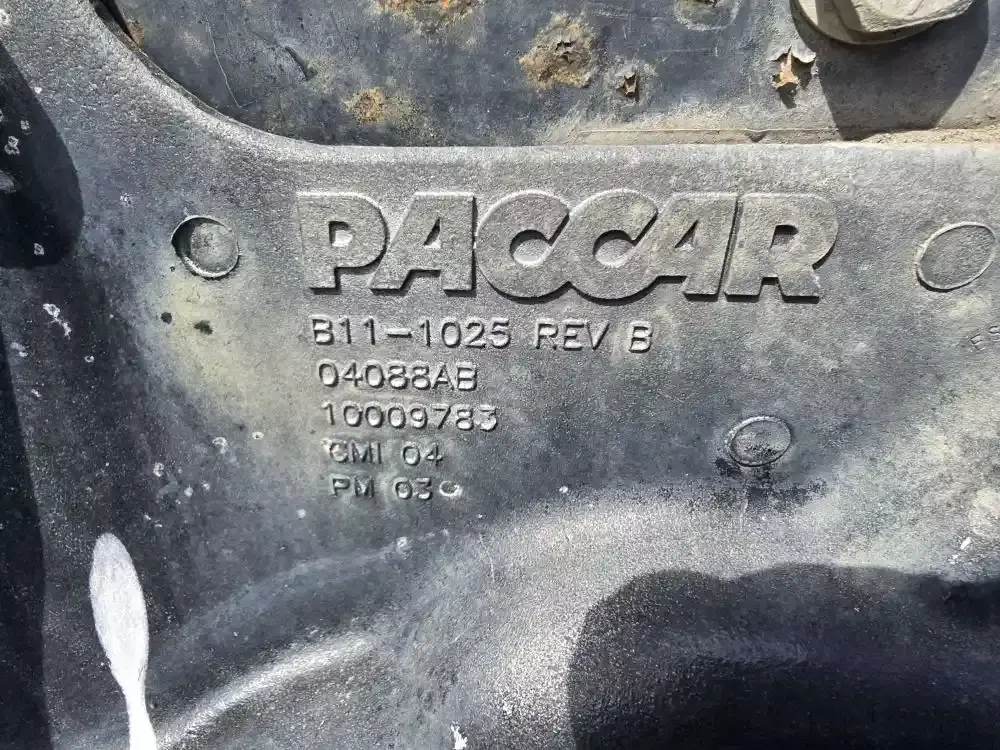 PACCAR
B11-1025 REV B
04088AB
10009783
CMI 04
PM 03